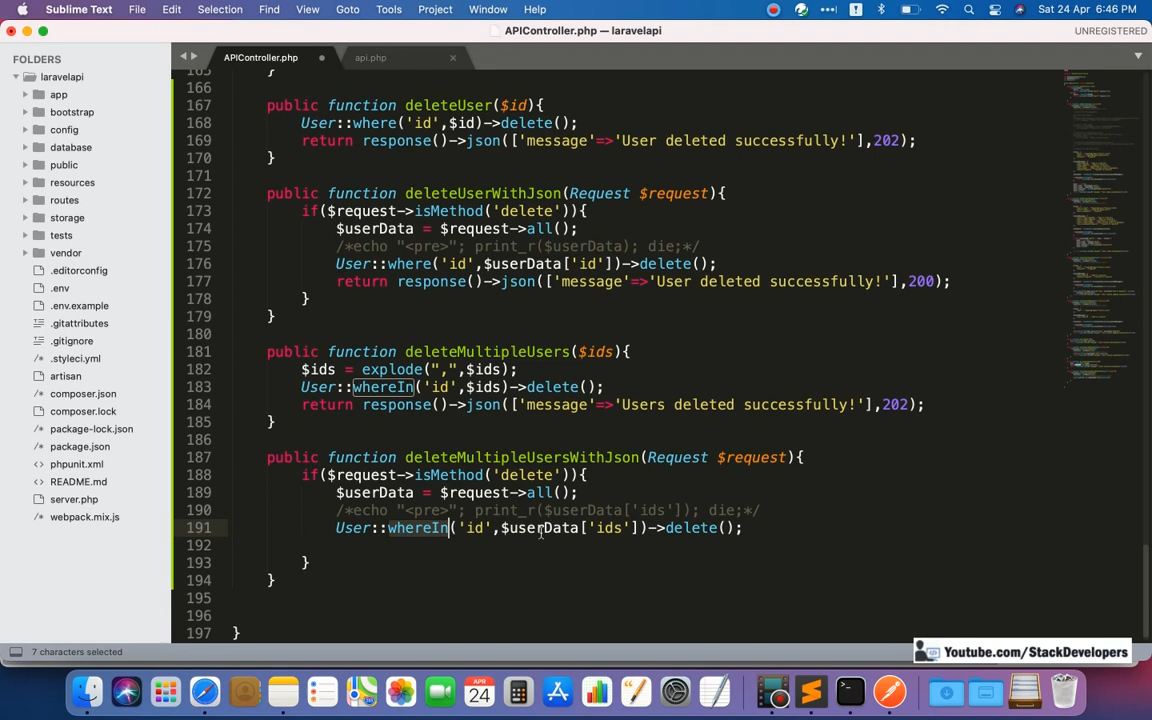 Sublime Text File Edit Selection Find View Goto Tools Project Window Help Sat 24 Apr 6:46 PM
APIController.php — laravelapi UNREGISTERED
FOLDERS
laravelapi
app
bootstrap
config
database
public
resources
routes
storage
tests
vendor
.editorconfig
.env
.env.example
.gitattributes
.gitignore
.styleci.yml
artisan
composer.json
composer.lock
package-lock.json
package.json
phpunit.xml
README.md
server.php
webpack.mix.js
APIController.php api.php
165 }
166
167 public function deleteUser($id){
168 User::where('id',$id)->delete();
169 return response()->json(['message'=>'User deleted successfully!'],202);
170 }
171
172 public function deleteUserWithJson(Request $request){
173 if($request->isMethod('delete')){
174 $userData = $request->all();
175 /*echo "<pre>"; print_r($userData); die;*/
176 User::where('id',$userData['id'])->delete();
177 return response()->json(['message'=>'User deleted successfully!'],200);
178 }
179 }
180
181 public function deleteMultipleUsers($ids){
182 $ids = explode(",",$ids);
183 User::whereIn('id',$ids)->delete();
184 return response()->json(['message'=>'Users deleted successfully!'],202);
185 }
186
187 public function deleteMultipleUsersWithJson(Request $request){
188 if($request->isMethod('delete')){
189 $userData = $request->all();
190 /*echo "<pre>"; print_r($userData['ids']); die;*/
191 User::whereIn('id',$userData['ids'])->delete();
192
193 }
194 }
195
196
197 }
7 characters selected
Youtube.com/StackDevelopers
APR
24